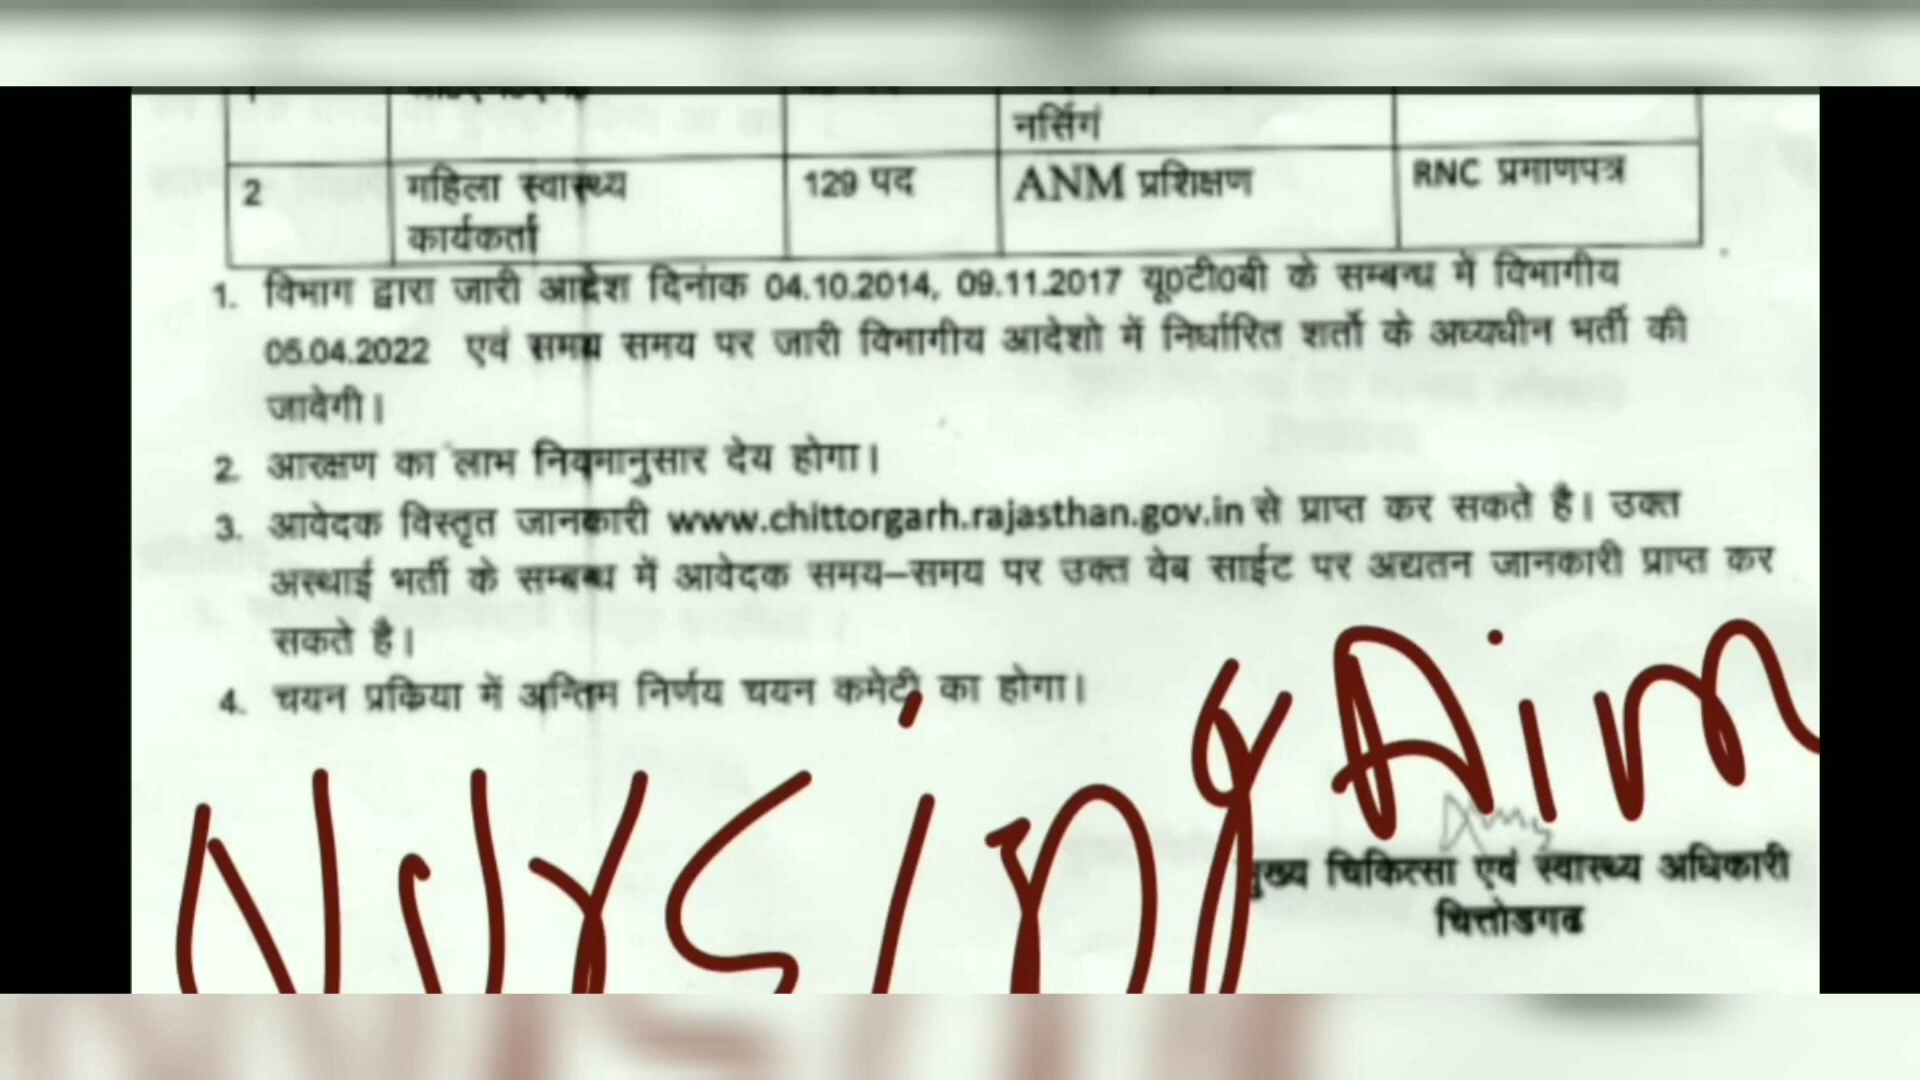 नर्सिगं
2 महिला स्वास्थ्य 129 पद ANM प्रशिक्षण RNC प्रमाणपत्र
कार्यकर्ता
1. विभाग द्वारा जारी आदेश दिनांक 04.10.2014, 09.11.2017 यू0टी0बी के सम्बन्ध में विभागीय
05.04.2022 एवं समय समय पर जारी विभागीय आदेशो में निर्धारित शर्तो के अध्यधीन भर्ती की
जावेगी।
2. आरक्षण का लाभ नियमानुसार देय होगा।
3. आवेदक विस्तृत जानकारी www.chittorgarh.rajasthan.gov.in से प्राप्त कर सकते है। उक्त
अस्थाई भर्ती के सम्बन्ध में आवेदक समय–समय पर उक्त वेब साईट पर अद्यतन जानकारी प्राप्त कर
सकते है।
4. चयन प्रकिया में अन्तिम निर्णय चयन कमेटी का होगा।
Nursing Aim
मुख्य चिकित्सा एवं स्वास्थ्य अधिकारी
चित्तोडगढ